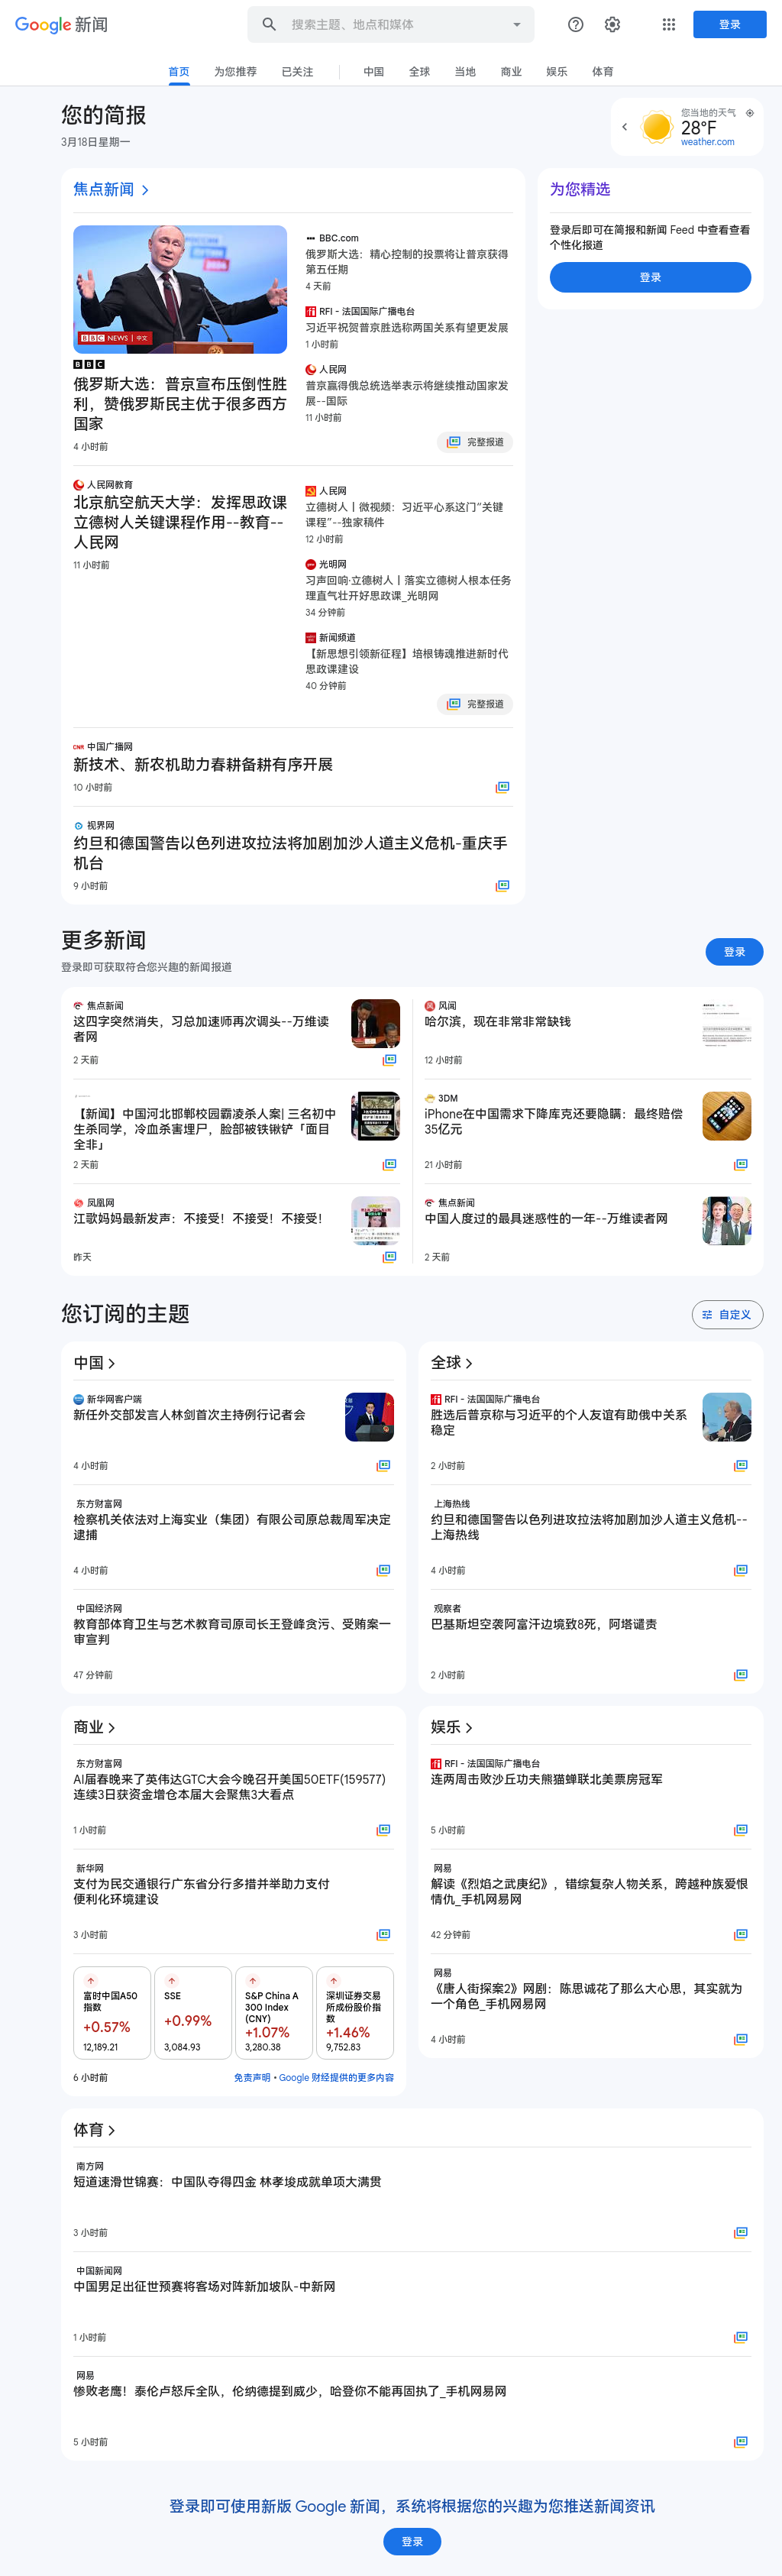 Google 新闻
搜索主题、地点和媒体
登录
首页 为您推荐 已关注 中国 全球 当地 商业 娱乐 体育
您的简报
3月18日星期一
您当地的天气
28°F
weather.com
焦点新闻
BBC NEWS 中文
BBC
俄罗斯大选：普京宣布压倒性胜
利，赞俄罗斯民主优于很多西方
国家
4 小时前
BBC.com
俄罗斯大选：精心控制的投票将让普京获得
第五任期
4 天前
RFI - 法国国际广播电台
习近平祝贺普京胜选称两国关系有望更发展
1 小时前
人民网
普京赢得俄总统选举表示将继续推动国家发
展--国际
11 小时前
完整报道
为您精选
登录后即可在简报和新闻 Feed 中查看查看
个性化报道
登录
人民网教育
北京航空航天大学：发挥思政课
立德树人关键课程作用--教育--
人民网
11 小时前
人民网
立德树人丨微视频：习近平心系这门“关键
课程”--独家稿件
12 小时前
光明网
习声回响·立德树人丨落实立德树人根本任务
理直气壮开好思政课_光明网
34 分钟前
新闻频道
【新思想引领新征程】培根铸魂推进新时代
思政课建设
40 分钟前
完整报道
CNR 中国广播网
新技术、新农机助力春耕备耕有序开展
10 小时前
视界网
约旦和德国警告以色列进攻拉法将加剧加沙人道主义危机-重庆手
机台
9 小时前
更多新闻
登录即可获取符合您兴趣的新闻报道
登录
焦点新闻
这四字突然消失，习总加速师再次调头--万维读
者网
2 天前
【新闻】中国河北邯郸校园霸凌杀人案| 三名初中
生杀同学，冷血杀害埋尸，脸部被铁锹铲「面目
全非」
2 天前
凤凰网
江歌妈妈最新发声：不接受！不接受！不接受！
昨天
风闻
哈尔滨，现在非常非常缺钱
12 小时前
3DM
iPhone在中国需求下降库克还要隐瞒：最终赔偿
35亿元
21 小时前
焦点新闻
中国人度过的最具迷惑性的一年--万维读者网
2 天前
您订阅的主题
自定义
中国
新华网客户端
新任外交部发言人林剑首次主持例行记者会
4 小时前
东方财富网
检察机关依法对上海实业（集团）有限公司原总裁周军决定
逮捕
4 小时前
中国经济网
教育部体育卫生与艺术教育司原司长王登峰贪污、受贿案一
审宣判
47 分钟前
全球
RFI - 法国国际广播电台
胜选后普京称与习近平的个人友谊有助俄中关系
稳定
2 小时前
上海热线
约旦和德国警告以色列进攻拉法将加剧加沙人道主义危机--
上海热线
4 小时前
观察者
巴基斯坦空袭阿富汗边境致8死，阿塔谴责
2 小时前
商业
东方财富网
AI届春晚来了英伟达GTC大会今晚召开美国50ETF(159577)
连续3日获资金增仓本届大会聚焦3大看点
1 小时前
新华网
支付为民交通银行广东省分行多措并举助力支付
便利化环境建设
3 小时前
富时中国A50
指数
+0.57%
12,189.21
SSE
+0.99%
3,084.93
S&P China A
300 Index
(CNY)
+1.07%
3,280.38
深圳证券交易
所成份股价指
数
+1.46%
9,752.83
6 小时前
免责声明 • Google 财经提供的更多内容
娱乐
RFI - 法国国际广播电台
连两周击败沙丘功夫熊猫蝉联北美票房冠军
5 小时前
网易
解读《烈焰之武庚纪》，错综复杂人物关系，跨越种族爱恨
情仇_手机网易网
42 分钟前
网易
《唐人街探案2》网剧：陈思诚花了那么大心思，其实就为
一个角色_手机网易网
4 小时前
体育
南方网
短道速滑世锦赛：中国队夺得四金 林孝埈成就单项大满贯
3 小时前
中国新闻网
中国男足出征世预赛将客场对阵新加坡队-中新网
1 小时前
网易
惨败老鹰！泰伦卢怒斥全队，伦纳德提到威少，哈登你不能再固执了_手机网易网
5 小时前
登录即可使用新版 Google 新闻，系统将根据您的兴趣为您推送新闻资讯
登录